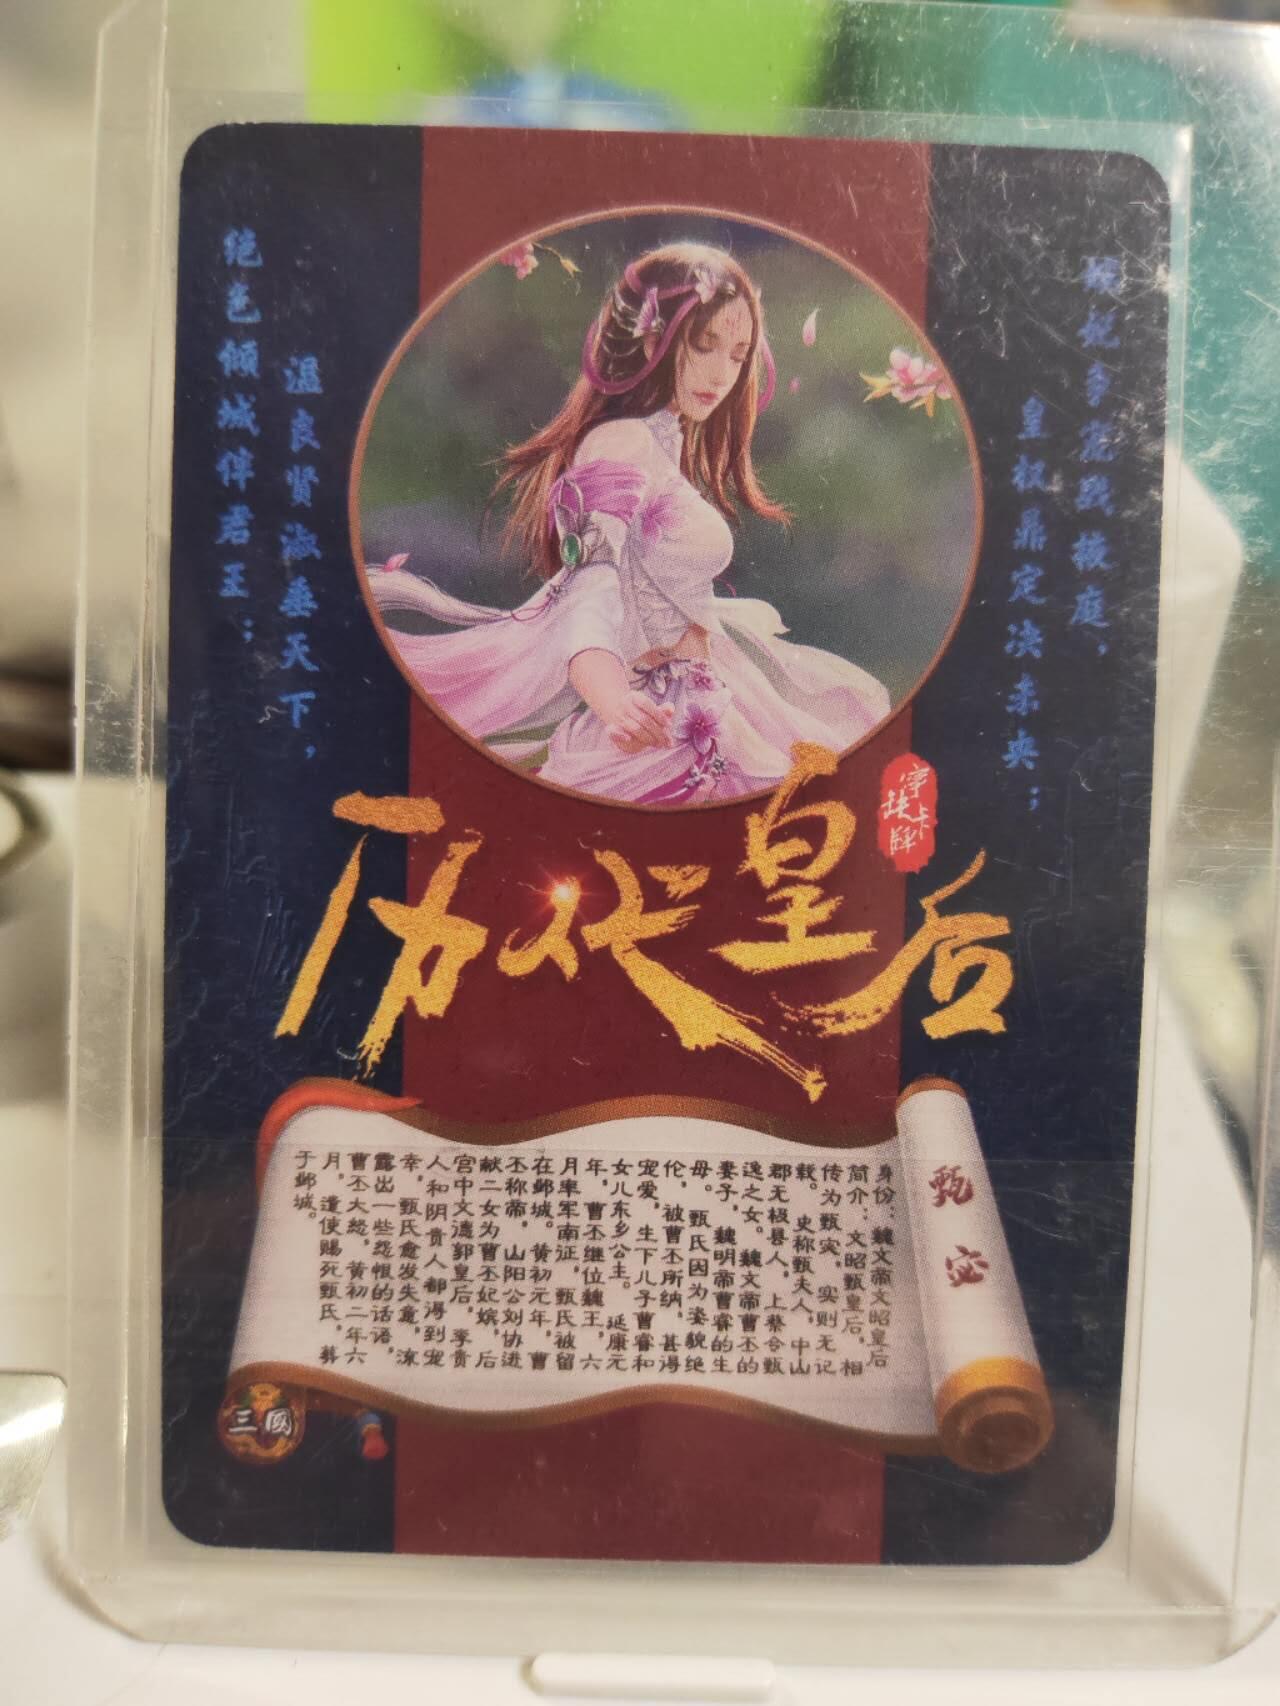 妃争宠战掖庭，
皇权鼎定决未央；
温良贤淑垂天下，
绝色倾城伴君王；
历代皇后
卡牌
甄宓
身份：魏文帝文昭皇后
简介：文昭甄皇后，相
传为甄宓，实则无记
载。史称甄夫人，中山
郡无极县人，上蔡令甄
逸之女。魏文帝曹丕的
妻子，魏明帝曹睿的生
母。甄氏因为姿貌绝
伦，被曹丕所纳，甚得
宠爱，生下儿子曹睿和
女儿东乡公主。延康元
年，曹丕继位魏王，六
月率军南征，甄氏被留
在邺城。黄初元年，曹
丕称帝，山阳公刘协进
献二女为曹丕妃嫔，后
宫中文德郭皇后，李贵
人和阴贵人都得到宠
幸，甄氏愈发失意，流
露出一些怨恨的话语，
曹丕大怒，黄初二年六
月，遣使赐死甄氏，葬
于邺城。
三国